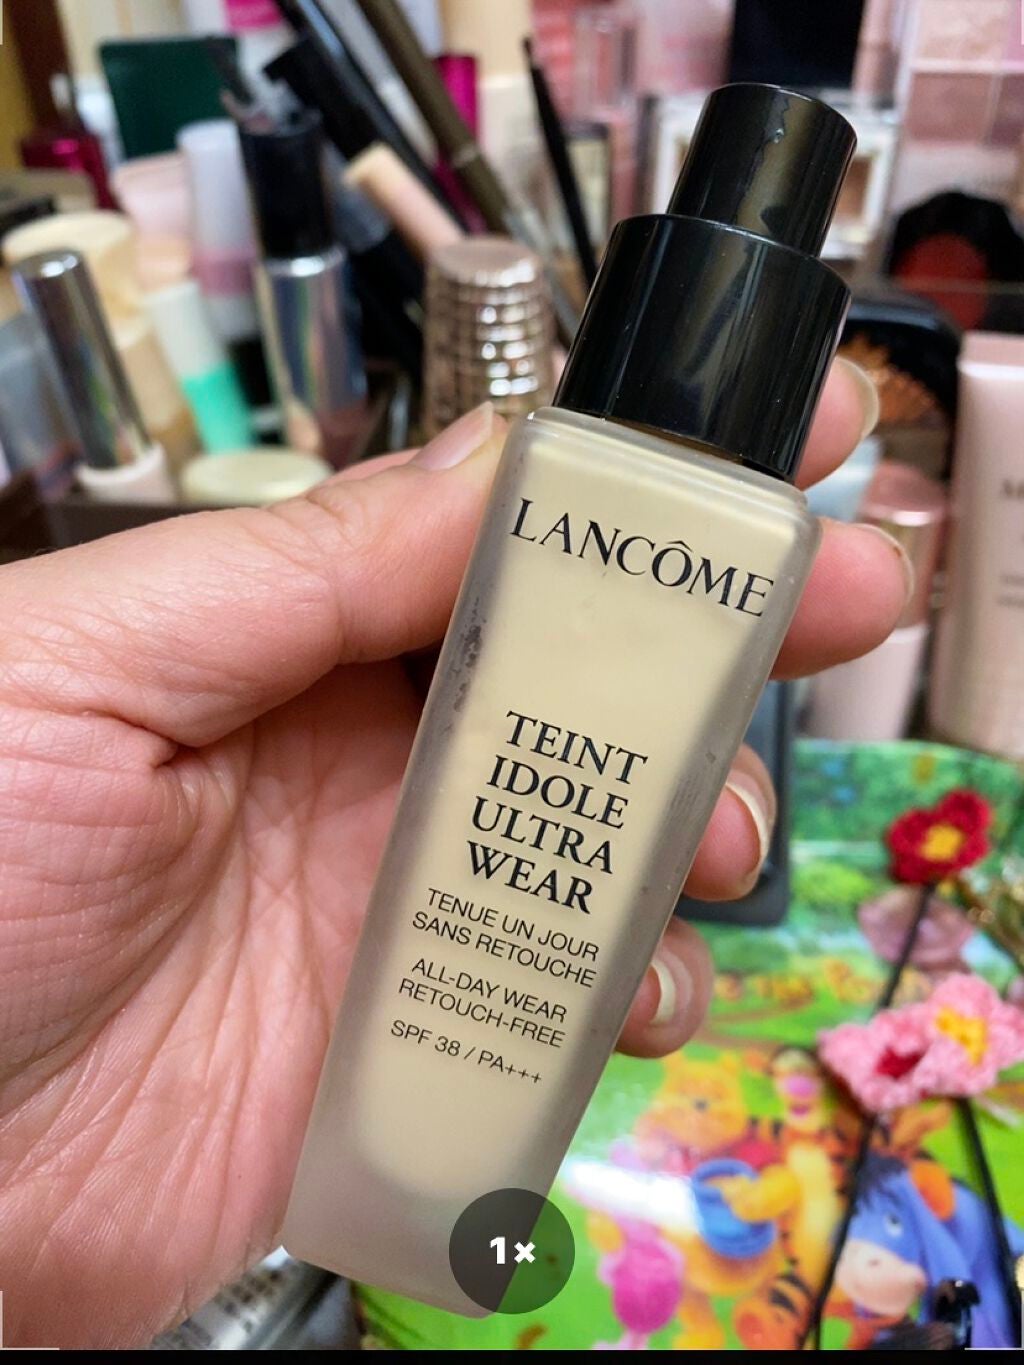 LANCÔME
TEINT
IDOLE
ULTRA
WEAR
TENUE UN JOUR
SANS RETOUCHE
ALL-DAY WEAR
RETOUCH-FREE
SPF 38 / PA+++
1×